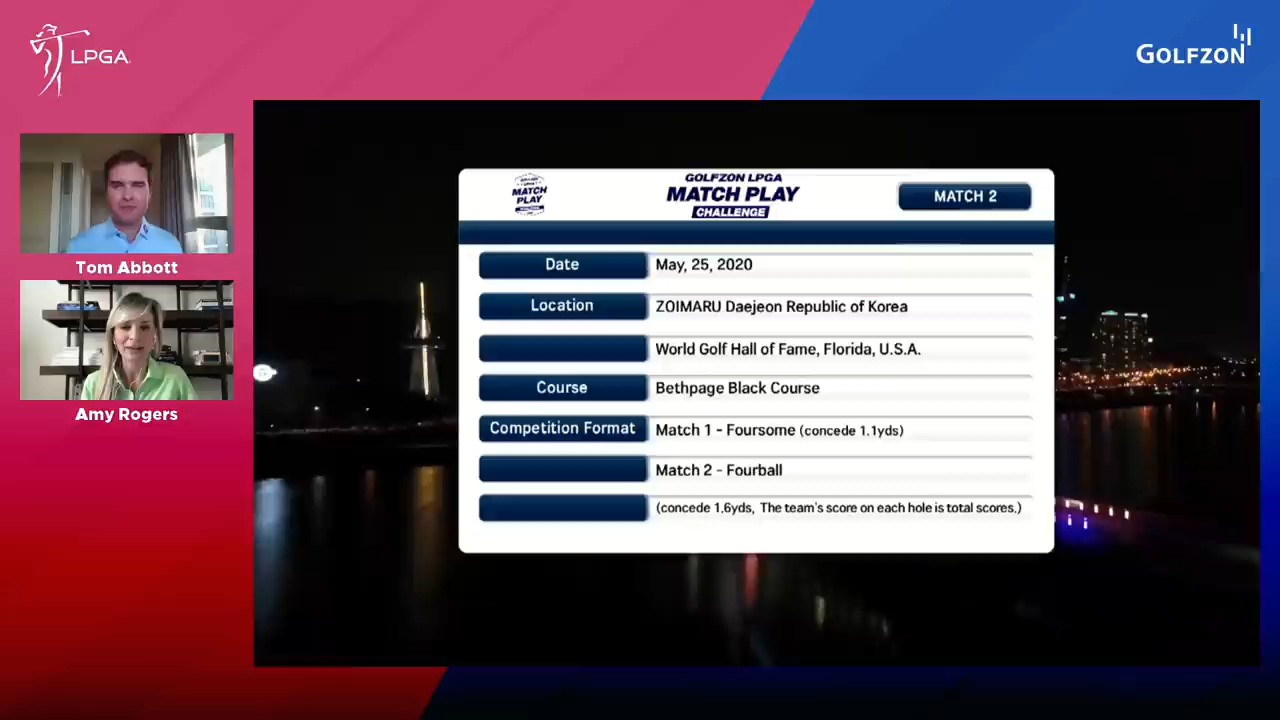 LPGA
GOLFZON
Tom Abbott
Amy Rogers
MATCH
PLAY
GOLFZON LPGA
MATCH PLAY
CHALLENGE
MATCH 2
Date May, 25, 2020
Location ZOIMARU Daejeon Republic of Korea
World Golf Hall of Fame, Florida, U.S.A.
Course Bethpage Black Course
Competition Format Match 1 - Foursome (concede 1.1yds)
Match 2 - Fourball
(concede 1.6yds, The team's score on each hole is total scores.)